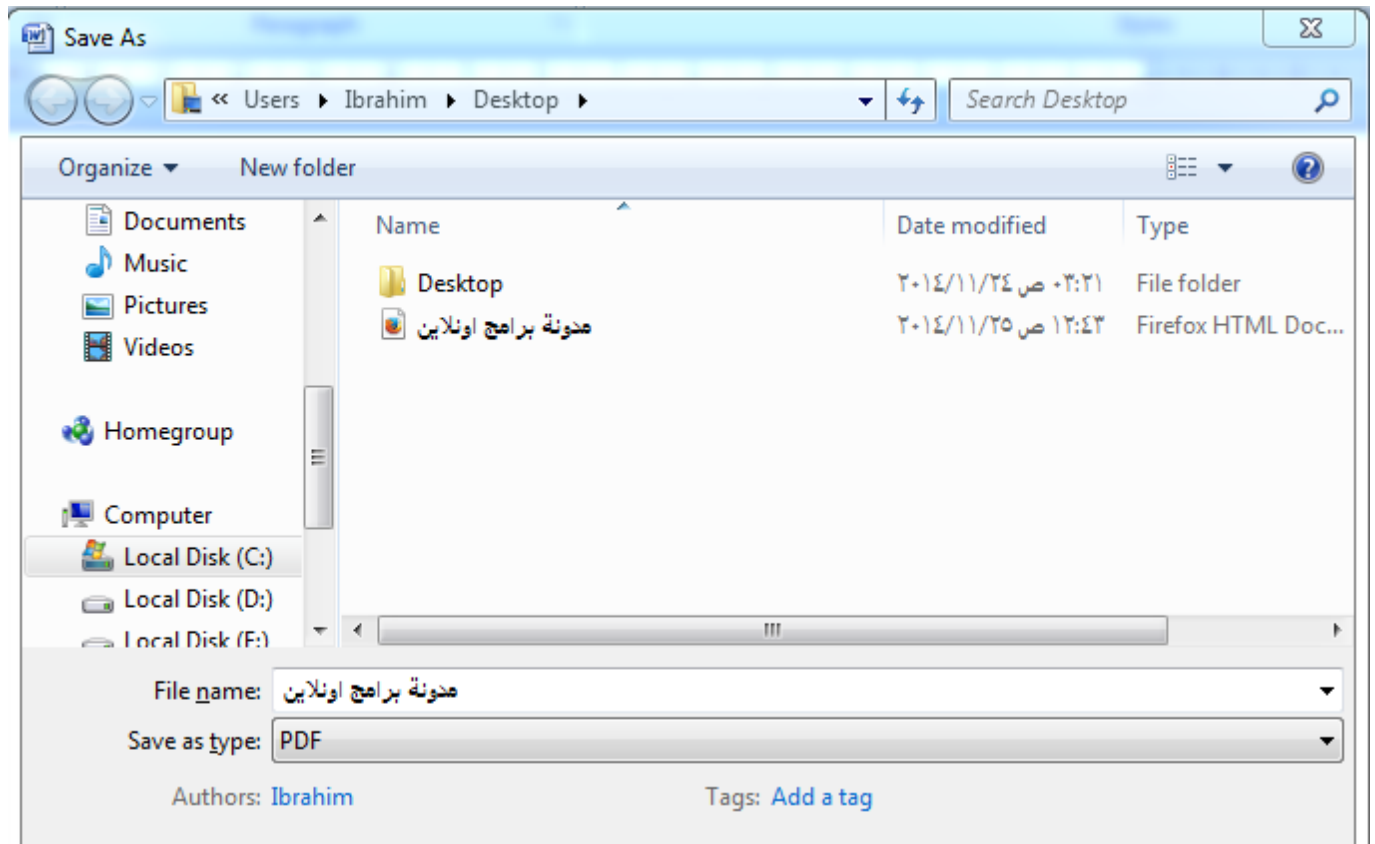 Save As
« Users ▸ Ibrahim ▸ Desktop ▸ Search Desktop
Organize New folder
Documents
Music
Pictures
Videos
Homegroup
Computer
Local Disk (C:)
Local Disk (D:)
Local Disk (E:)
Name Date modified Type
Desktop ٢٠١٤/١١/٢٤ ص ٠٣:٢١ File folder
مدونة برامج اونلاين ٢٠١٤/١١/٢٥ ص ١٢:٤٣ Firefox HTML Doc...
File name: مدونة برامج اونلاين
Save as type: PDF
Authors: Ibrahim Tags: Add a tag